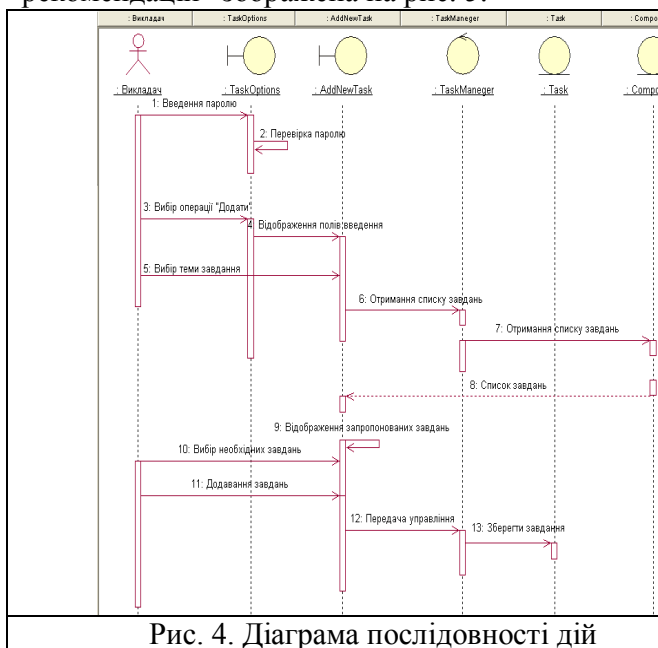 рекомендацій" зображена на рис. 3.
: Викладач : TaskOptions : AddNewTask : TaskManeger : Task : Compo
: Викладач : TaskOptions : AddNewTask : TaskManeger : Task : Compo
1: Введення паролю
2: Перевірка паролю
3: Вибір операції "Додати"
4: Відображення полів введення
5: Вибір теми завдання
6: Отримання списку завдань
7: Отримання списку завдань
8: Список завдань
9: Відображення запропонованих завдань
10: Вибір необхідних завдань
11: Додавання завдань
12: Передача управління
13: Зберегти завдання
Рис. 4. Діаграма послідовності дій